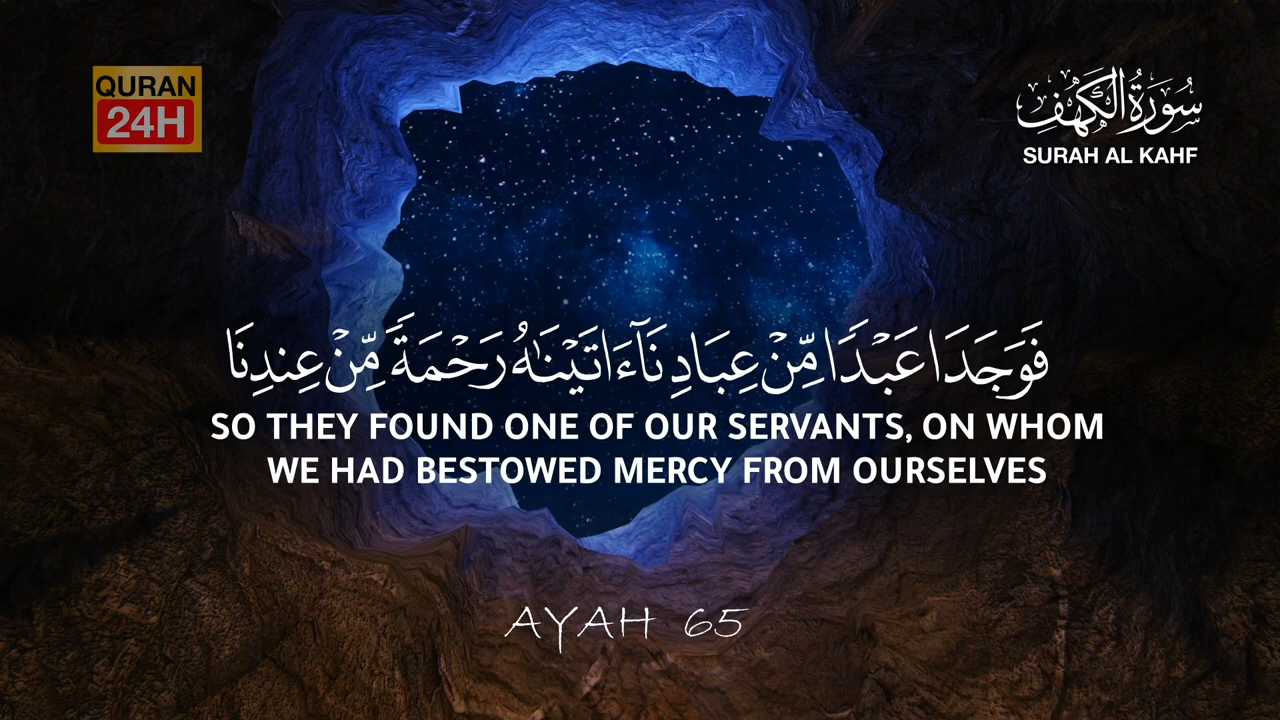 QURAN
24H
سُورَةُ الكَهْفِ
SURAH AL KAHF
فَوَجَدَا عَبْدًا مِّنْ عِبَادِنَآ ءَاتَيْنَٰهُ رَحْمَةً مِّنْ عِندِنَا
SO THEY FOUND ONE OF OUR SERVANTS, ON WHOM
WE HAD BESTOWED MERCY FROM OURSELVES
AYAH 65